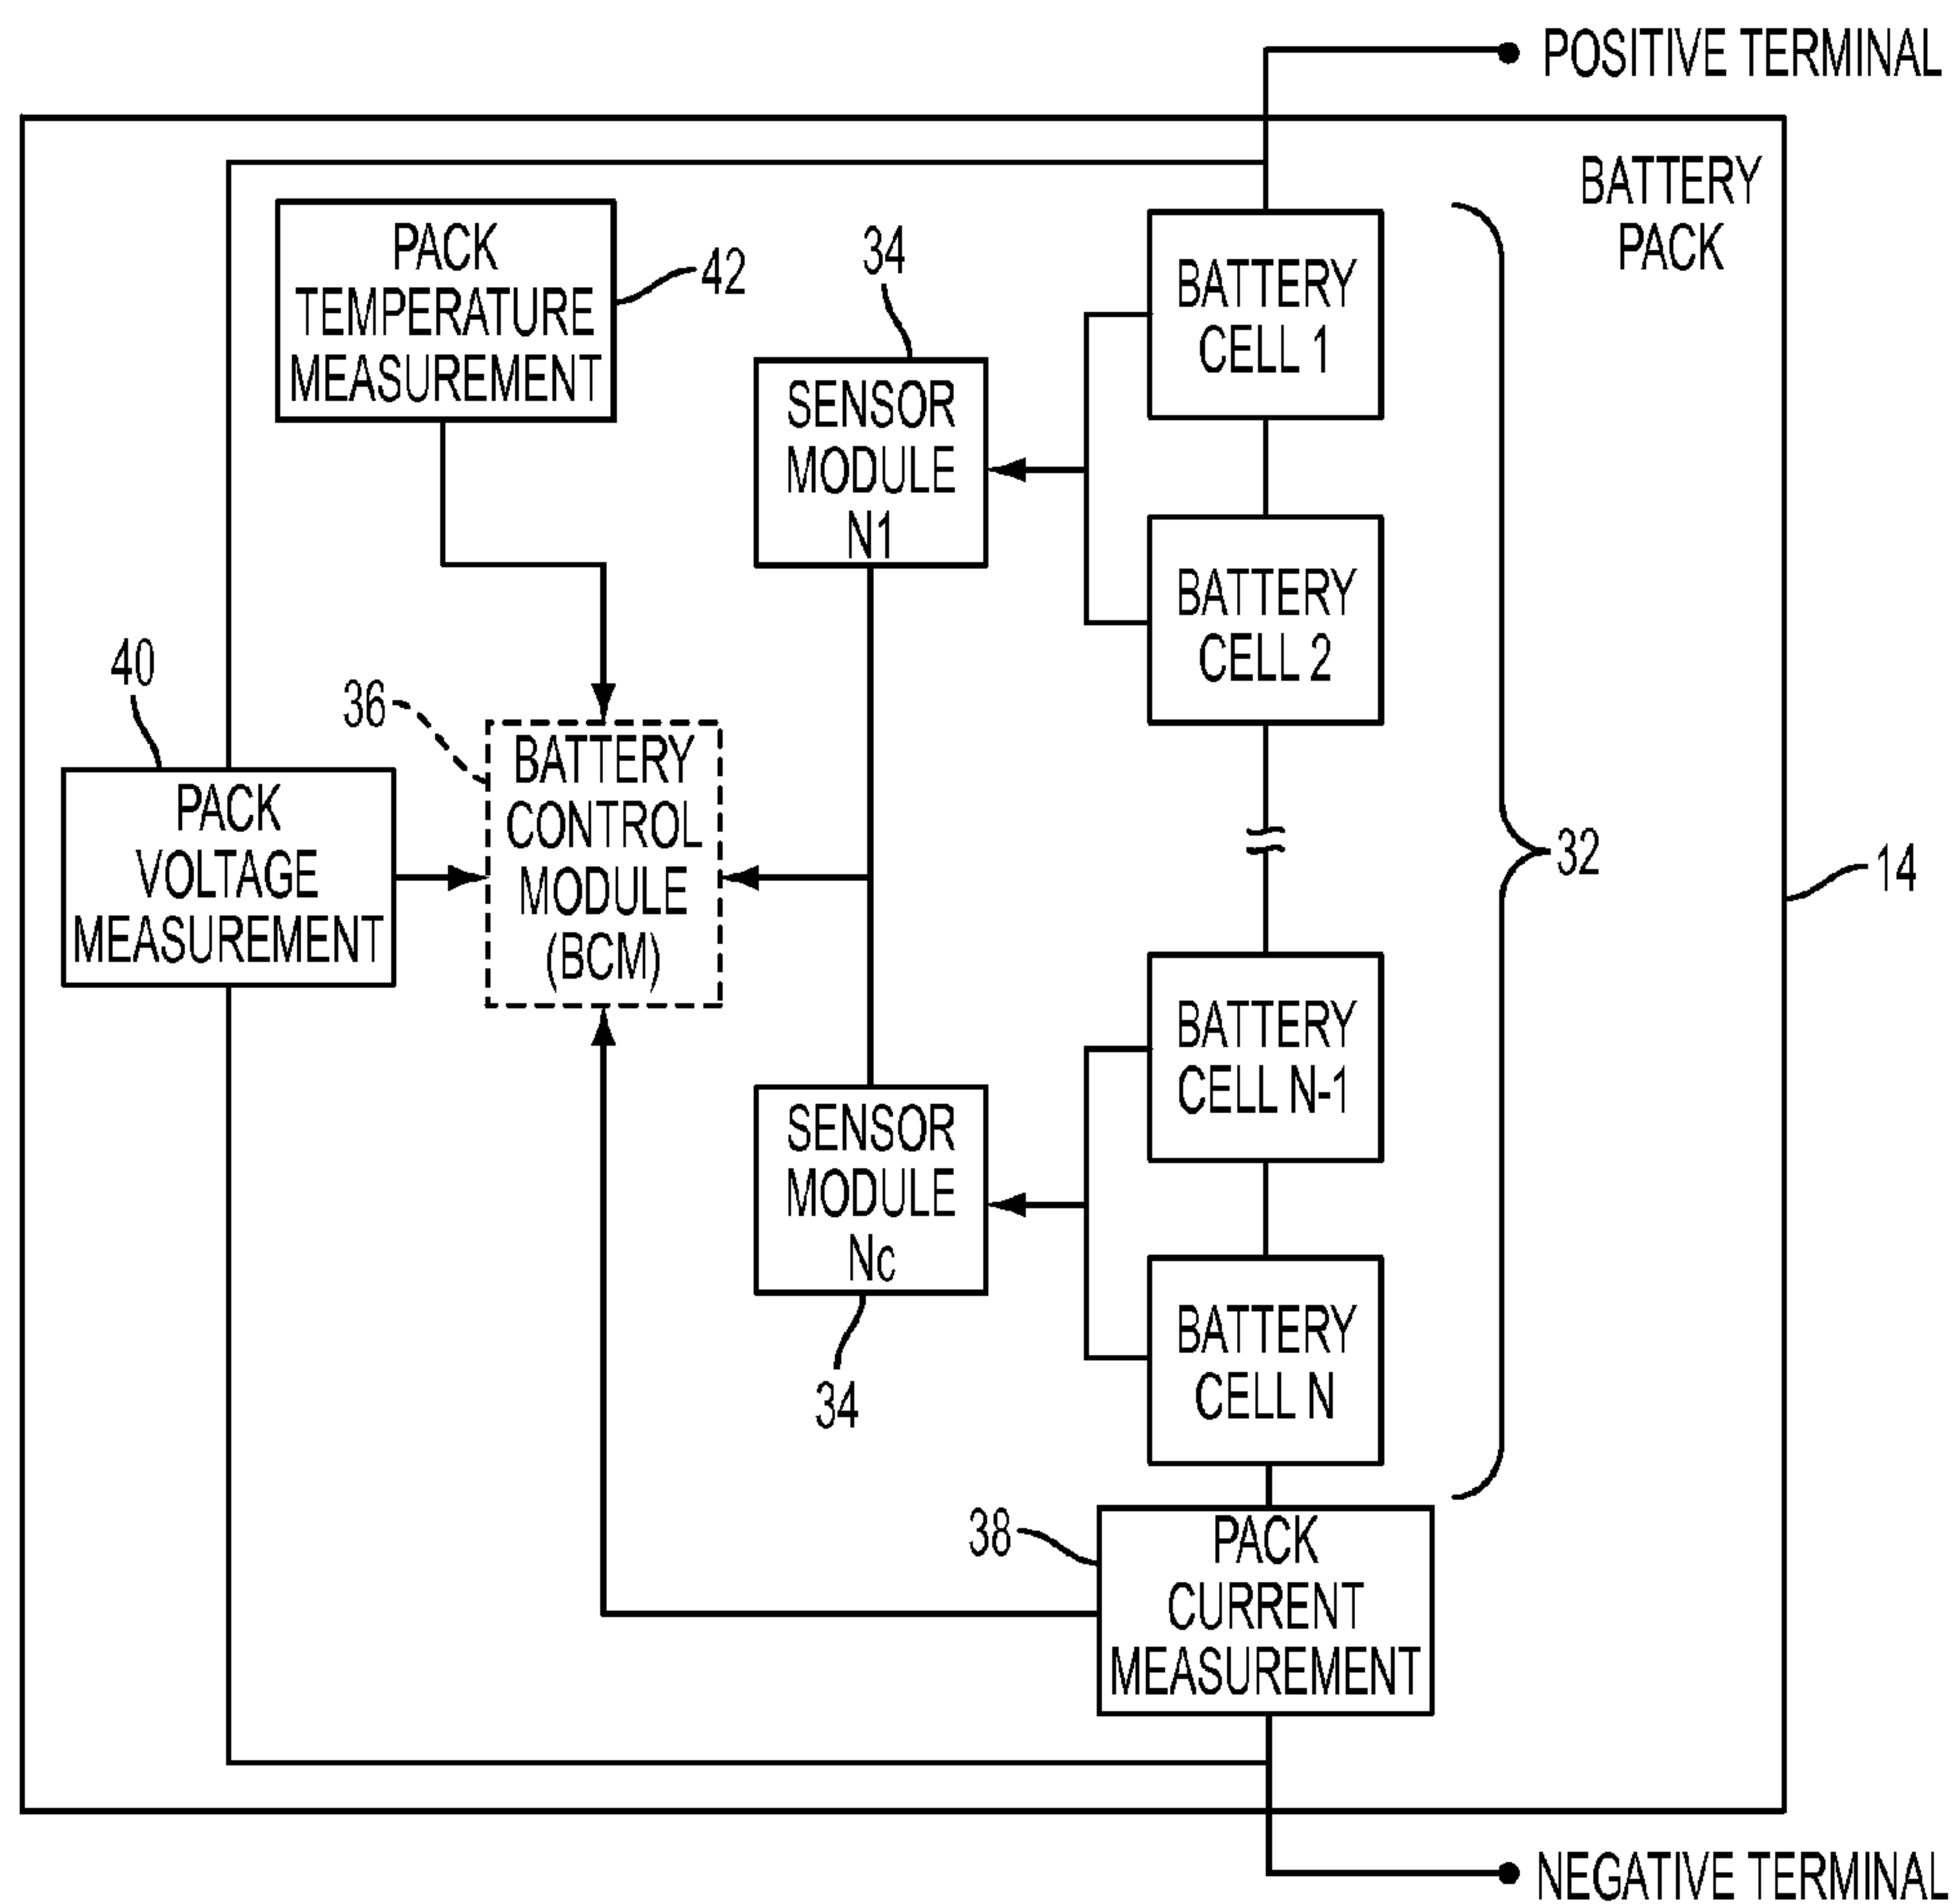 POSITIVE TERMINAL
BATTERY
PACK
PACK
TEMPERATURE
MEASUREMENT
42
34
SENSOR
MODULE
N1
BATTERY
CELL 1
BATTERY
CELL 2
40
36
PACK
VOLTAGE
MEASUREMENT
BATTERY
CONTROL
MODULE
(BCM)
32
14
BATTERY
CELL N-1
SENSOR
MODULE
Nc
34
BATTERY
CELL N
38
PACK
CURRENT
MEASUREMENT
NEGATIVE TERMINAL